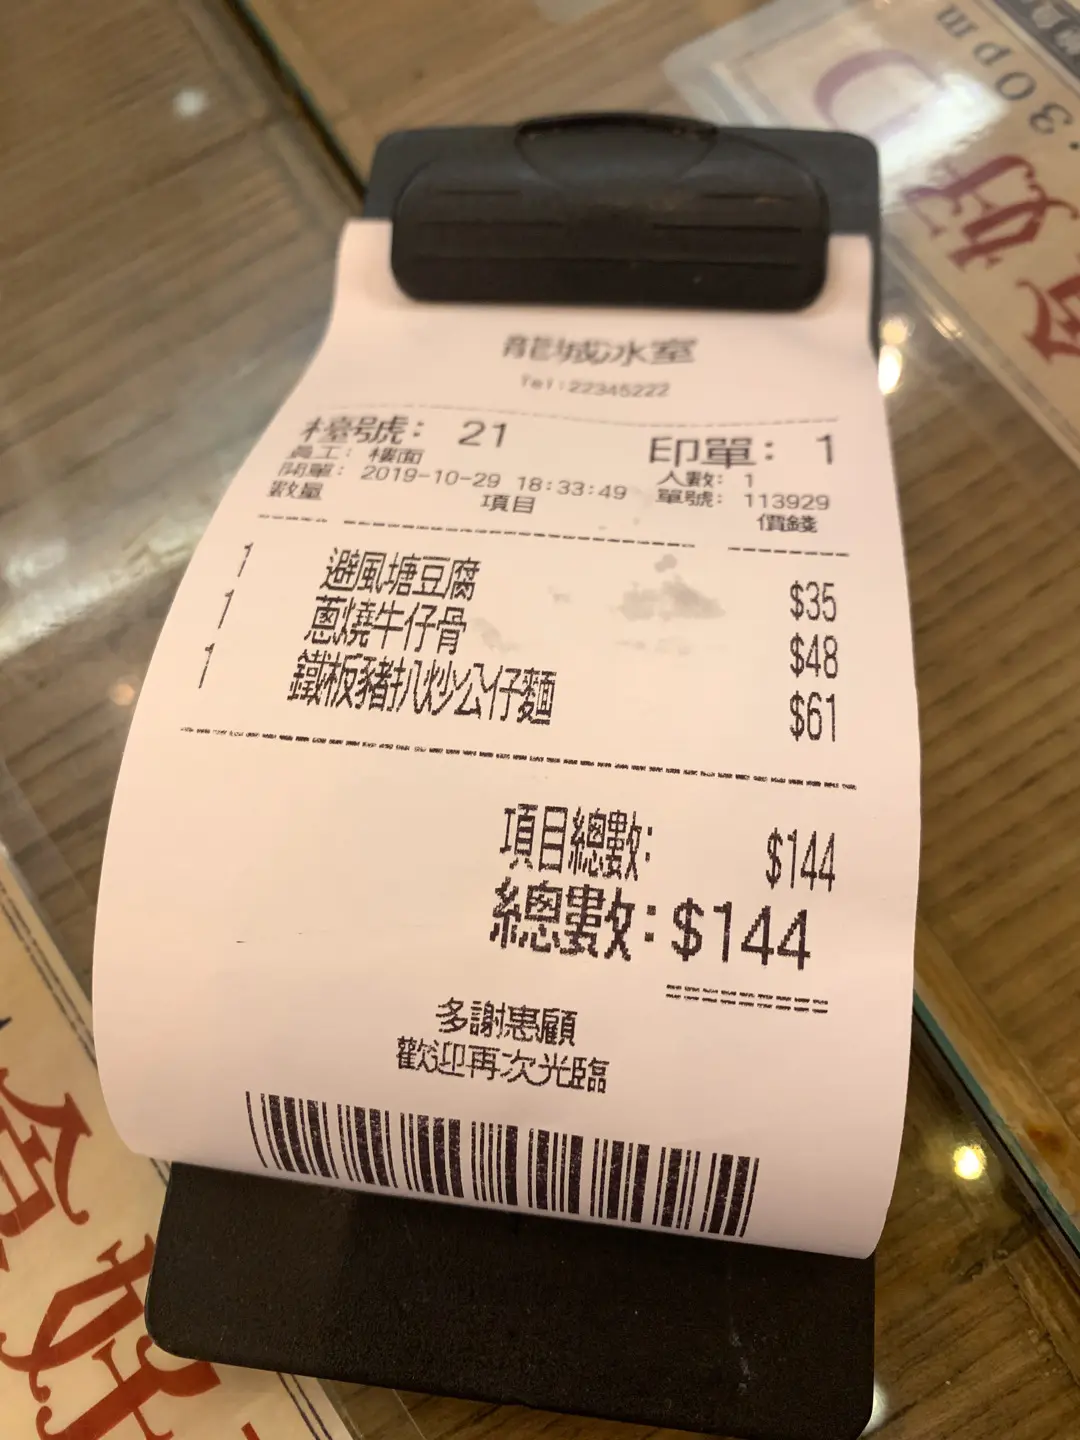 龍城冰室
Tel:22345222
檯號: 21 印單: 1
員工: 樓面 人數: 1
開單: 2019-10-29 18:33:49 單號: 113929
數量 項目 價錢
1 避風塘豆腐 $35
1 蔥燒牛仔骨 $48
1 鐵板豬扒炒公仔麵 $61
項目總數: $144
總數: $144
多謝惠顧
歡迎再次光臨
:30pm